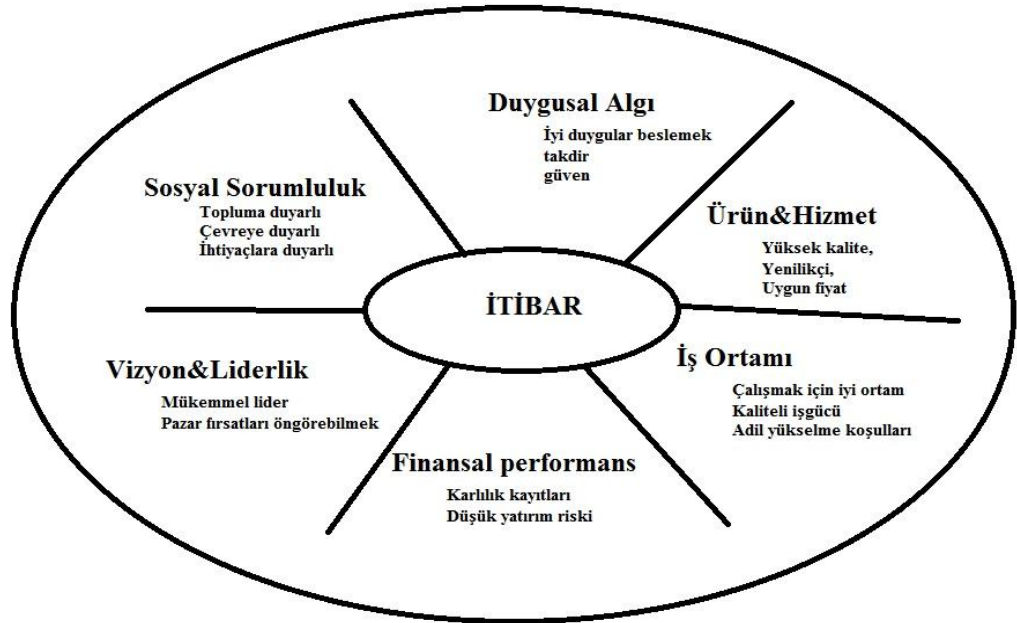 Duygusal Algı
İyi duygular beslemek
takdir
güven
Sosyal Sorumluluk
Topluma duyarlı
Çevreye duyarlı
İhtiyaçlara duyarlı
Ürün&Hizmet
Yüksek kalite,
Yenilikçi,
Uygun fiyat
İTİBAR
Vizyon&Liderlik
Mükemmel lider
Pazar fırsatları öngörebilmek
İş Ortamı
Çalışmak için iyi ortam
Kaliteli işgücü
Adil yükselme koşulları
Finansal performans
Karlılık kayıtları
Düşük yatırım riski